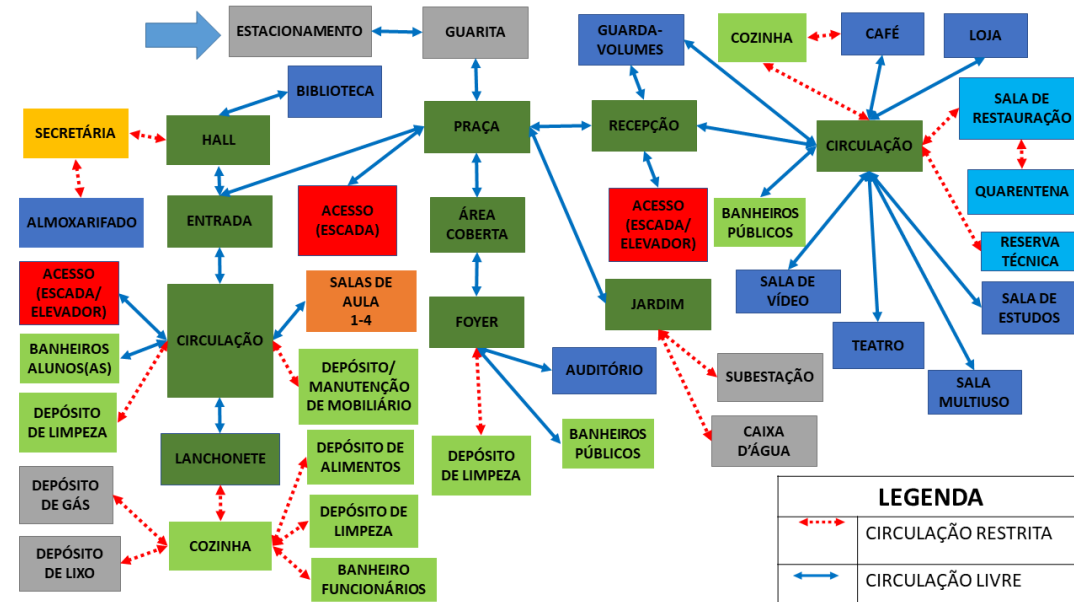 ESTACIONAMENTO
GUARITA
GUARDA-
VOLUMES
COZINHA
CAFÉ
LOJA
BIBLIOTECA
SECRETÁRIA
HALL
PRAÇA
RECEPÇÃO
CIRCULAÇÃO
SALA DE
RESTAURAÇÃO
QUARENTENA
ALMOXARIFADO
ENTRADA
ACESSO
(ESCADA)
ÁREA
COBERTA
ACESSO
(ESCADA/
ELEVADOR)
BANHEIROS
PÚBLICOS
RESERVA
TÉCNICA
ACESSO
(ESCADA/
ELEVADOR)
SALAS DE
AULA
1-4
FOYER
JARDIM
SALA DE
VÍDEO
SALA DE
ESTUDOS
BANHEIROS
ALUNOS(AS)
CIRCULAÇÃO
TEATRO
DEPÓSITO
DE LIMPEZA
DEPÓSITO/
MANUTENÇÃO
DE MOBILIÁRIO
AUDITÓRIO
SUBESTAÇÃO
SALA
MULTIUSO
LANCHONETE
DEPÓSITO DE
ALIMENTOS
DEPÓSITO
DE LIMPEZA
BANHEIROS
PÚBLICOS
CAIXA
D’ÁGUA
DEPÓSITO
DE GÁS
DEPÓSITO DE
LIMPEZA
DEPÓSITO
DE LIXO
COZINHA
BANHEIRO
FUNCIONÁRIOS
LEGENDA
CIRCULAÇÃO RESTRITA
CIRCULAÇÃO LIVRE